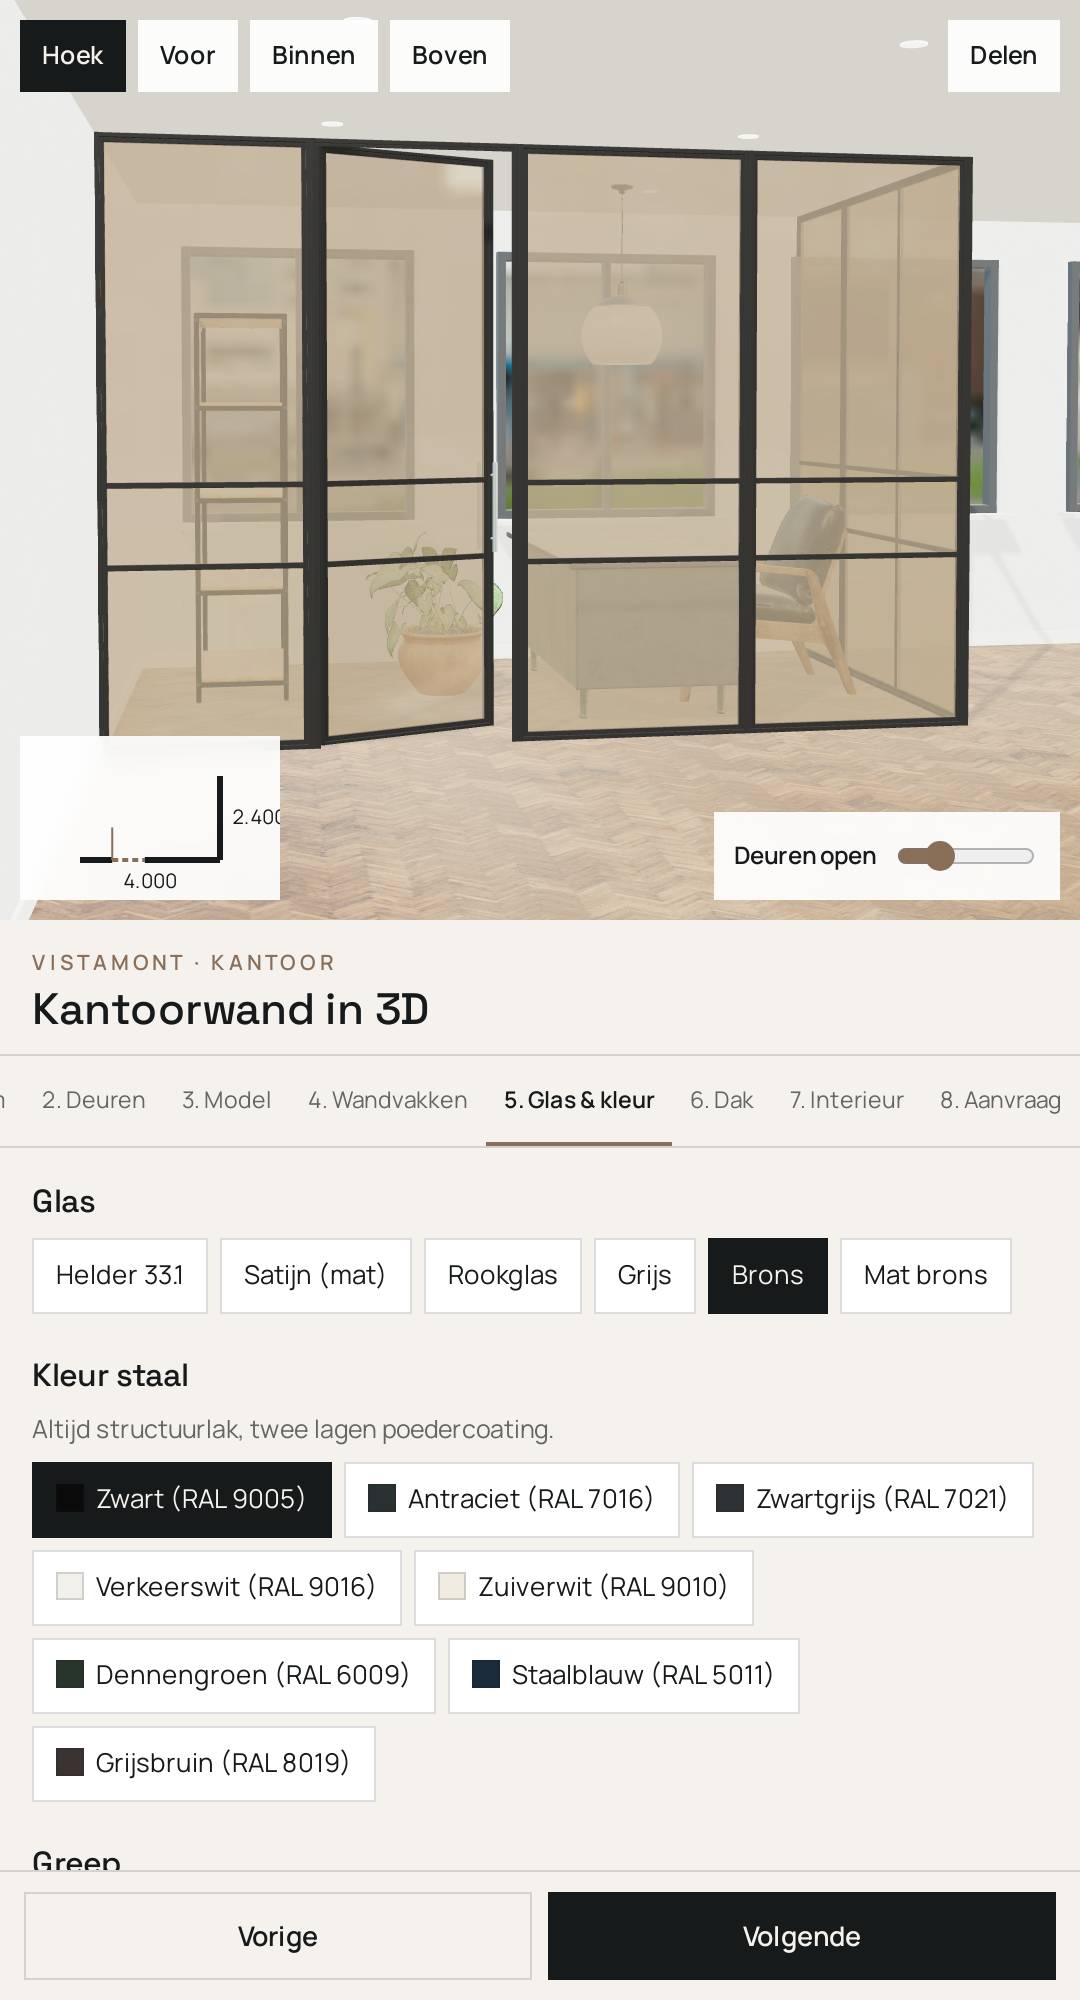 Hoek Voor Binnen Boven Delen
2.400
4.000
Deuren open
VISTAMONT · KANTOOR
Kantoorwand in 3D
2. Deuren 3. Model 4. Wandvakken 5. Glas & kleur 6. Dak 7. Interieur 8. Aanvraag
Glas
Helder 33.1 Satijn (mat) Rookglas Grijs Brons Mat brons
Kleur staal
Altijd structuurlak, twee lagen poedercoating.
Zwart (RAL 9005) Antraciet (RAL 7016) Zwartgrijs (RAL 7021)
Verkeerswit (RAL 9016) Zuiverwit (RAL 9010)
Dennengroen (RAL 6009) Staalblauw (RAL 5011)
Grijsbruin (RAL 8019)
Greep
Vorige Volgende